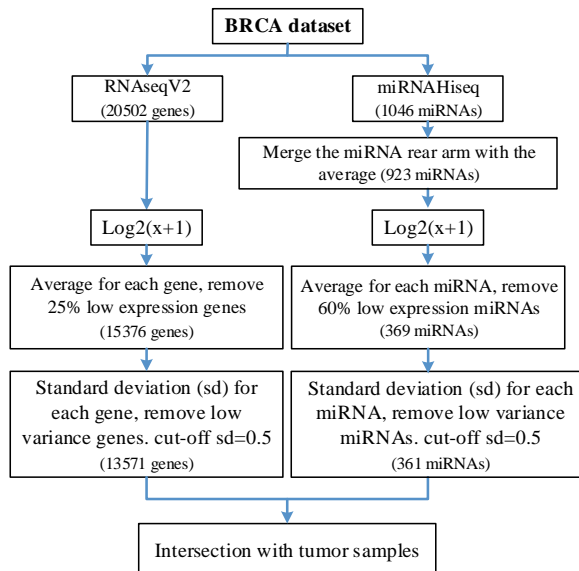 BRCA dataset
RNAseqV2
(20502 genes)
miRNAHiseq
(1046 miRNAs)
Merge the miRNA rear arm with the
average (923 miRNAs)
Log2(x+1)
Log2(x+1)
Average for each gene, remove
25% low expression genes
(15376 genes)
Average for each miRNA, remove
60% low expression miRNAs
(369 miRNAs)
Standard deviation (sd) for
each gene, remove low
variance genes. cut-off sd=0.5
(13571 genes)
Standard deviation (sd) for each
miRNA, remove low variance
miRNAs. cut-off sd=0.5
(361 miRNAs)
Intersection with tumor samples